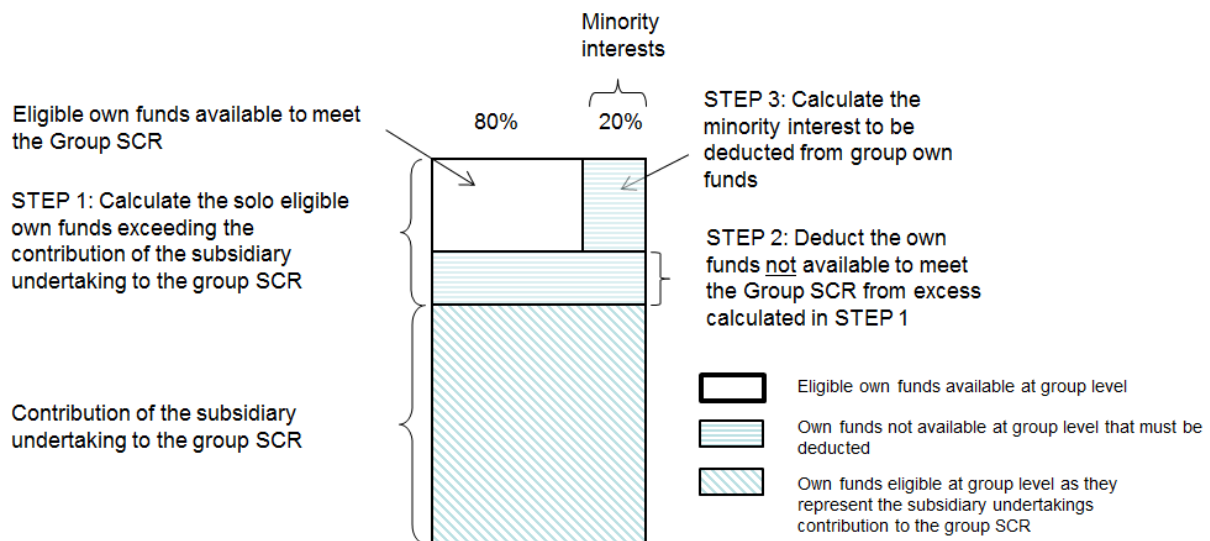 Minority
interests
Eligible own funds available to meet
the Group SCR
80%
20%
STEP 3: Calculate the
minority interest to be
deducted from group own
funds
STEP 1: Calculate the solo eligible
own funds exceeding the
contribution of the subsidiary
undertaking to the group SCR
STEP 2: Deduct the own
funds not available to meet
the Group SCR from excess
calculated in STEP 1
Contribution of the subsidiary
undertaking to the group SCR
Eligible own funds available at group level
Own funds not available at group level that must be
deducted
Own funds eligible at group level as they
represent the subsidiary undertakings
contribution to the group SCR